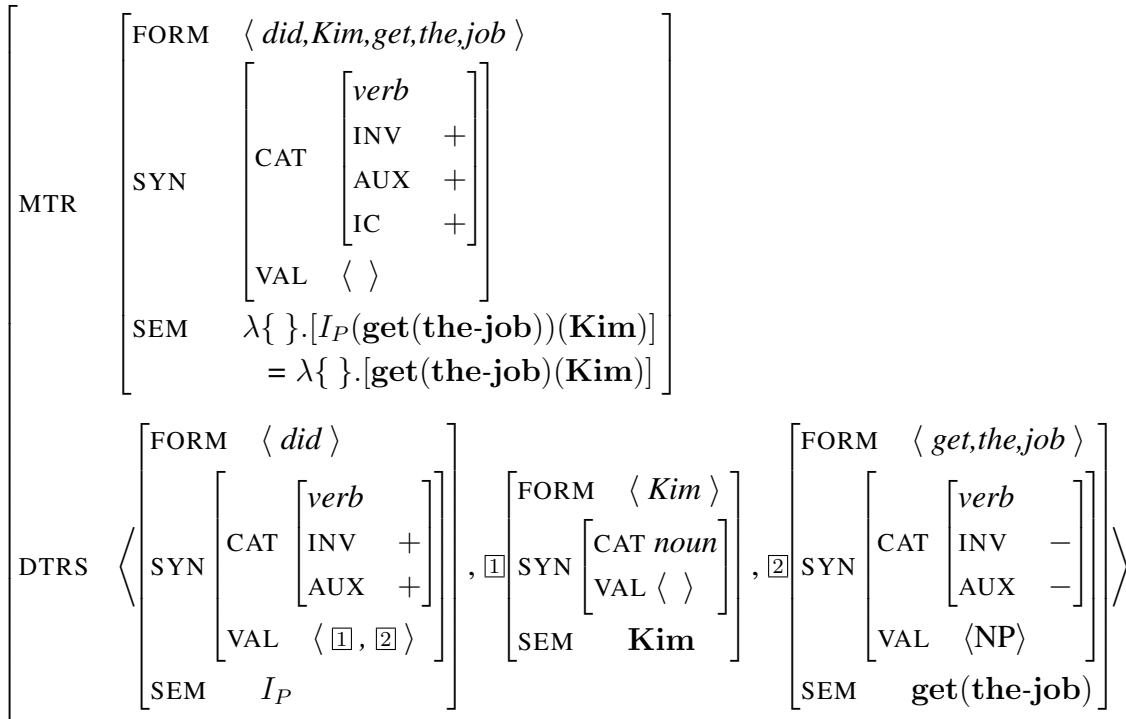 MTR
FORM ⟨ did,Kim,get,the,job ⟩
SYN
CAT
verb
INV +
AUX +
IC +
VAL ⟨ ⟩
SEM λ{ }.[I_P(get(the-job))(Kim)]
= λ{ }.[get(the-job)(Kim)]
DTRS
FORM ⟨ did ⟩
SYN
CAT
verb
INV +
AUX +
VAL ⟨ 1 , 2 ⟩
SEM I_P
, 1
FORM ⟨ Kim ⟩
SYN
CAT noun
VAL ⟨ ⟩
SEM Kim
, 2
FORM ⟨ get,the,job ⟩
SYN
CAT
verb
INV −
AUX −
VAL ⟨NP⟩
SEM get(the-job)